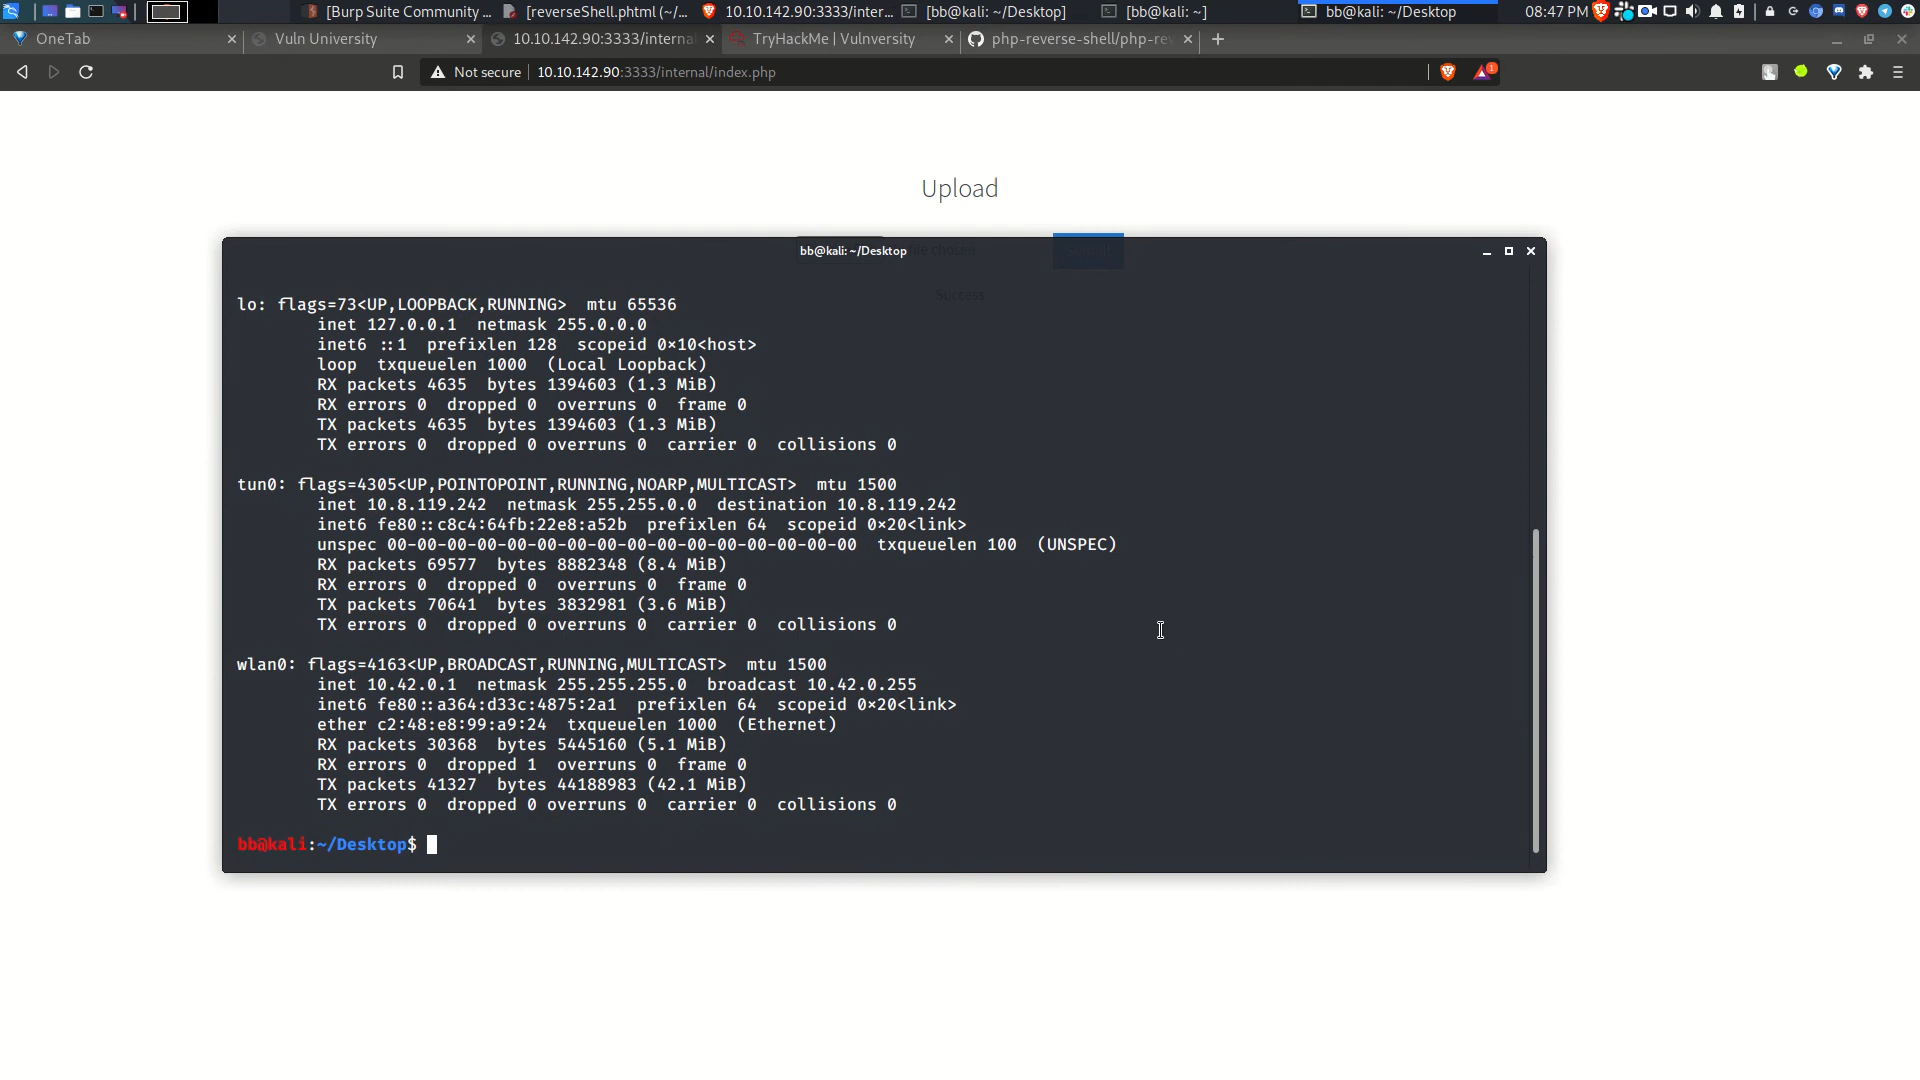 [Burp Suite Community ... [reverseShell.phtml (~/... 10.10.142.90:3333/inter... [bb@kali: ~/Desktop] [bb@kali: ~] bb@kali: ~/Desktop 08:47 PM
OneTab Vuln University 10.10.142.90:3333/interna TryHackMe | Vulnversity php-reverse-shell/php-rev
Not secure 10.10.142.90:3333/internal/index.php 1
Upload
bb@kali: ~/Desktop
file chosen
Success
lo: flags=73<UP,LOOPBACK,RUNNING>  mtu 65536
inet 127.0.0.1  netmask 255.0.0.0
inet6 ::1  prefixlen 128  scopeid 0x10<host>
loop  txqueuelen 1000  (Local Loopback)
RX packets 4635  bytes 1394603 (1.3 MiB)
RX errors 0  dropped 0  overruns 0  frame 0
TX packets 4635  bytes 1394603 (1.3 MiB)
TX errors 0  dropped 0 overruns 0  carrier 0  collisions 0
tun0: flags=4305<UP,POINTOPOINT,RUNNING,NOARP,MULTICAST>  mtu 1500
inet 10.8.119.242  netmask 255.255.0.0  destination 10.8.119.242
inet6 fe80::c8c4:64fb:22e8:a52b  prefixlen 64  scopeid 0x20<link>
unspec 00-00-00-00-00-00-00-00-00-00-00-00-00-00-00-00  txqueuelen 100  (UNSPEC)
RX packets 69577  bytes 8882348 (8.4 MiB)
RX errors 0  dropped 0  overruns 0  frame 0
TX packets 70641  bytes 3832981 (3.6 MiB)
TX errors 0  dropped 0 overruns 0  carrier 0  collisions 0
wlan0: flags=4163<UP,BROADCAST,RUNNING,MULTICAST>  mtu 1500
inet 10.42.0.1  netmask 255.255.255.0  broadcast 10.42.0.255
inet6 fe80::a364:d33c:4875:2a1  prefixlen 64  scopeid 0x20<link>
ether c2:48:e8:99:a9:24  txqueuelen 1000  (Ethernet)
RX packets 30368  bytes 5445160 (5.1 MiB)
RX errors 0  dropped 1  overruns 0  frame 0
TX packets 41327  bytes 44188983 (42.1 MiB)
TX errors 0  dropped 0 overruns 0  carrier 0  collisions 0
bb@kali:~/Desktop$